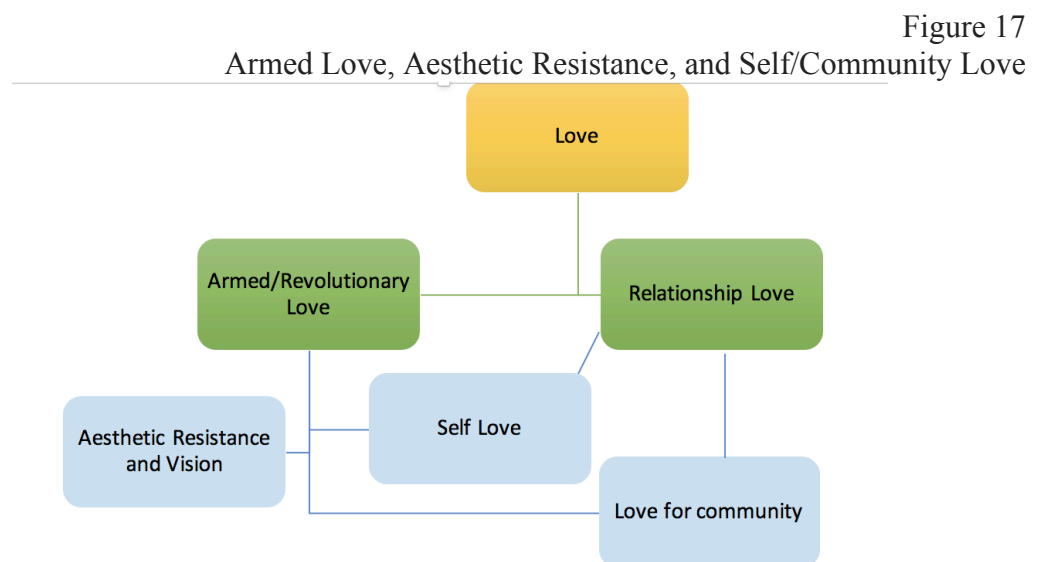 Figure 17
Armed Love, Aesthetic Resistance, and Self/Community Love
Love
Armed/Revolutionary
Love
Relationship Love
Self Love
Aesthetic Resistance
and Vision
Love for community